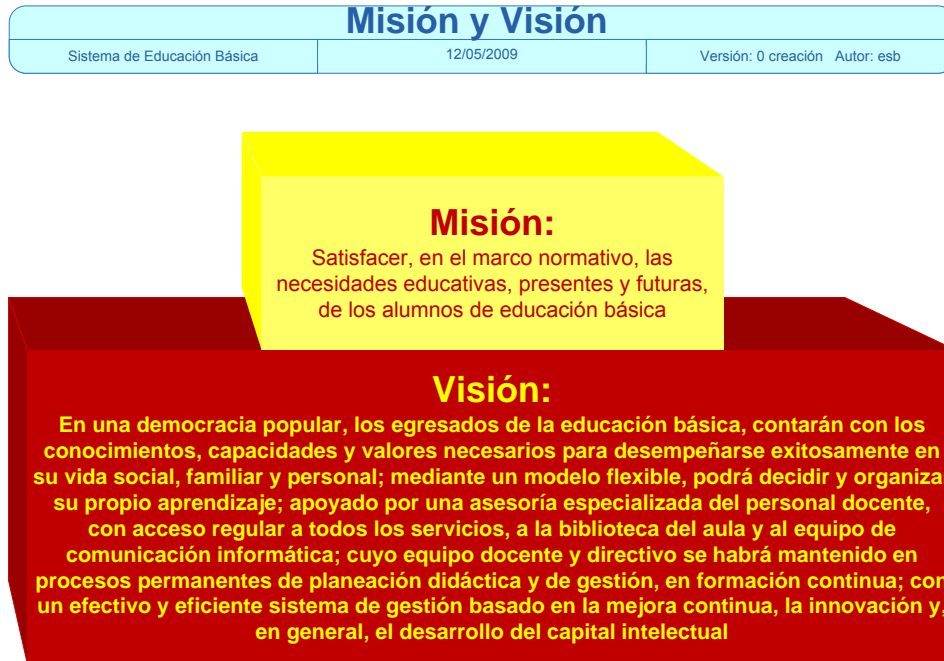 Misión y Visión
Sistema de Educación Básica
12/05/2009
Versión: 0 creación Autor: esb
Misión:
Satisfacer, en el marco normativo, las
necesidades educativas, presentes y futuras,
de los alumnos de educación básica
Visión:
En una democracia popular, los egresados de la educación básica, contarán con los
conocimientos, capacidades y valores necesarios para desempeñarse exitosamente en
su vida social, familiar y personal; mediante un modelo flexible, podrá decidir y organiza
su propio aprendizaje; apoyado por una asesoría especializada del personal docente,
con acceso regular a todos los servicios, a la biblioteca del aula y al equipo de
comunicación informática; cuyo equipo docente y directivo se habrá mantenido en
procesos permanentes de planeación didáctica y de gestión, en formación continua; con
un efectivo y eficiente sistema de gestión basado en la mejora continua, la innovación y,
en general, el desarrollo del capital intelectual